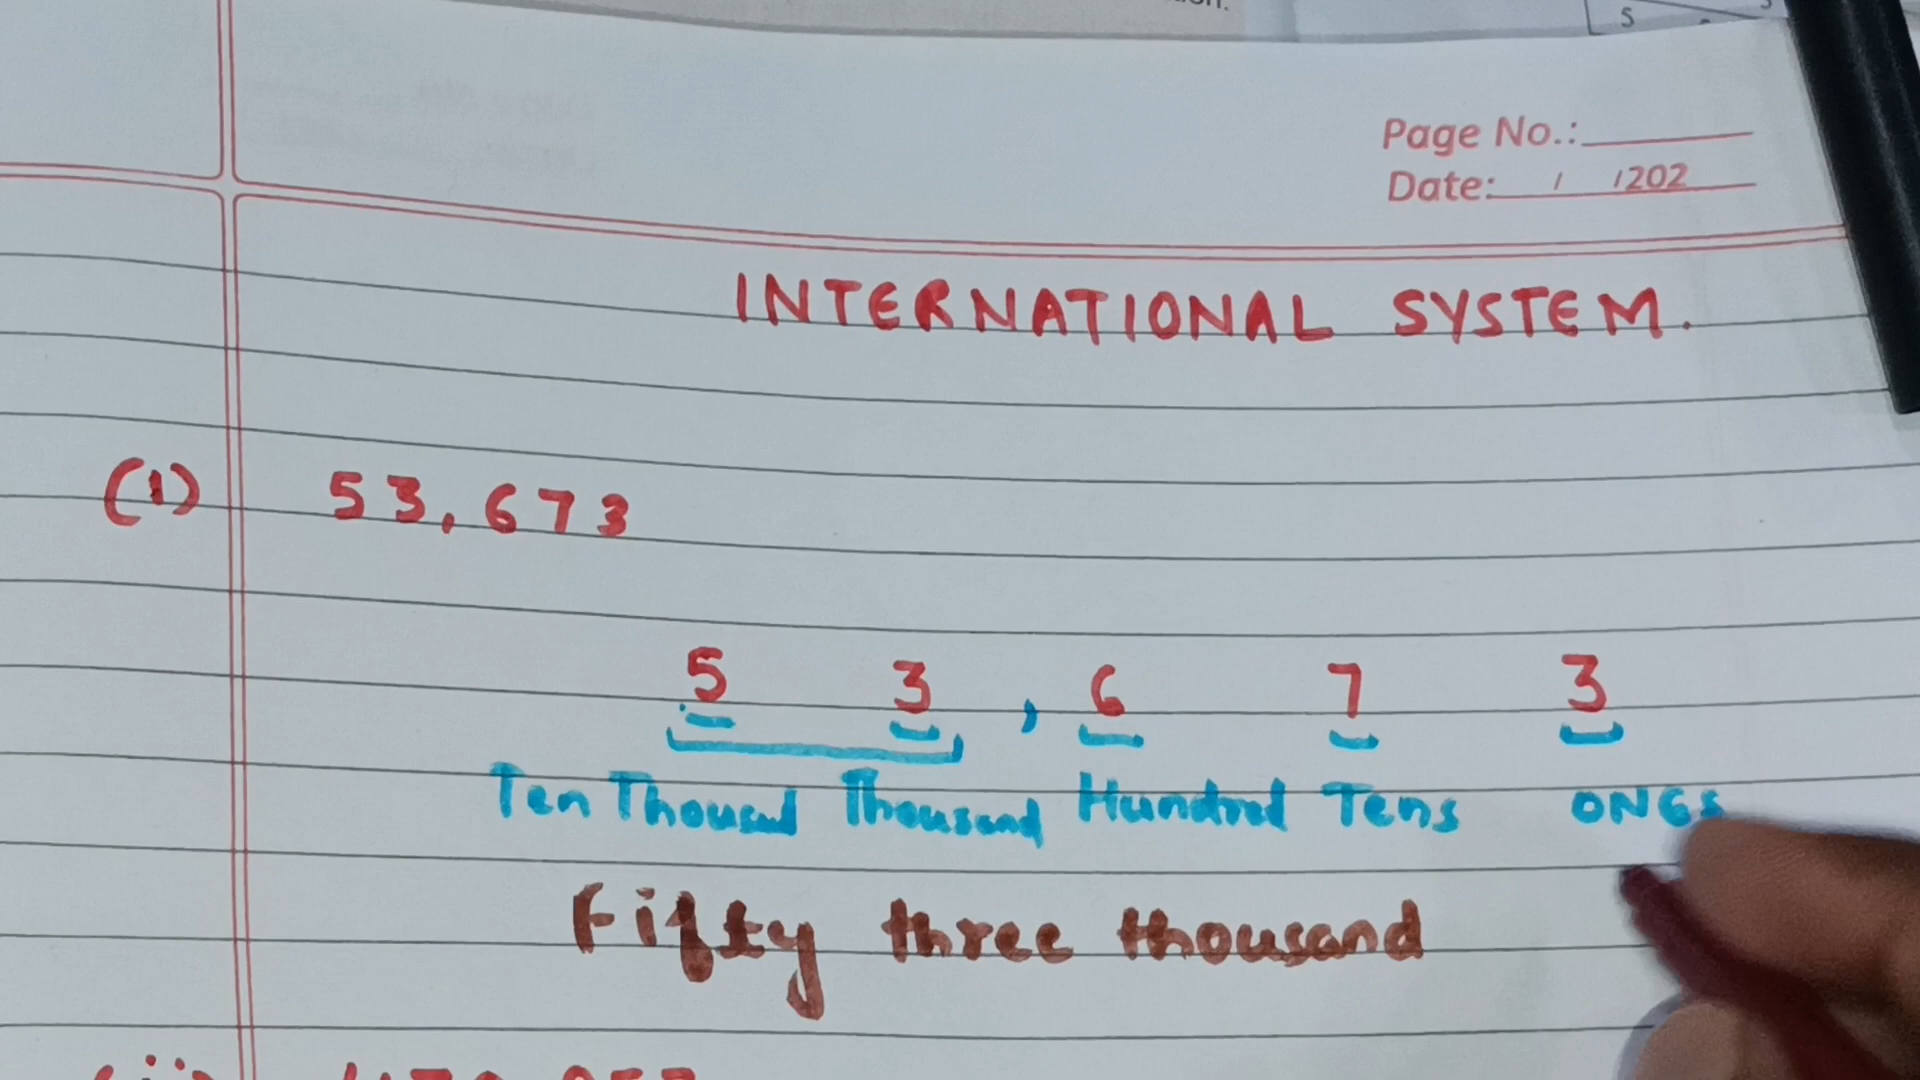 Page No.:
Date: / /202
INTERNATIONAL SYSTEM.
(1) 53,673
5 3 , 6 7 3
Ten Thousand Thousand Hundred Tens ONES
Fifty three thousand